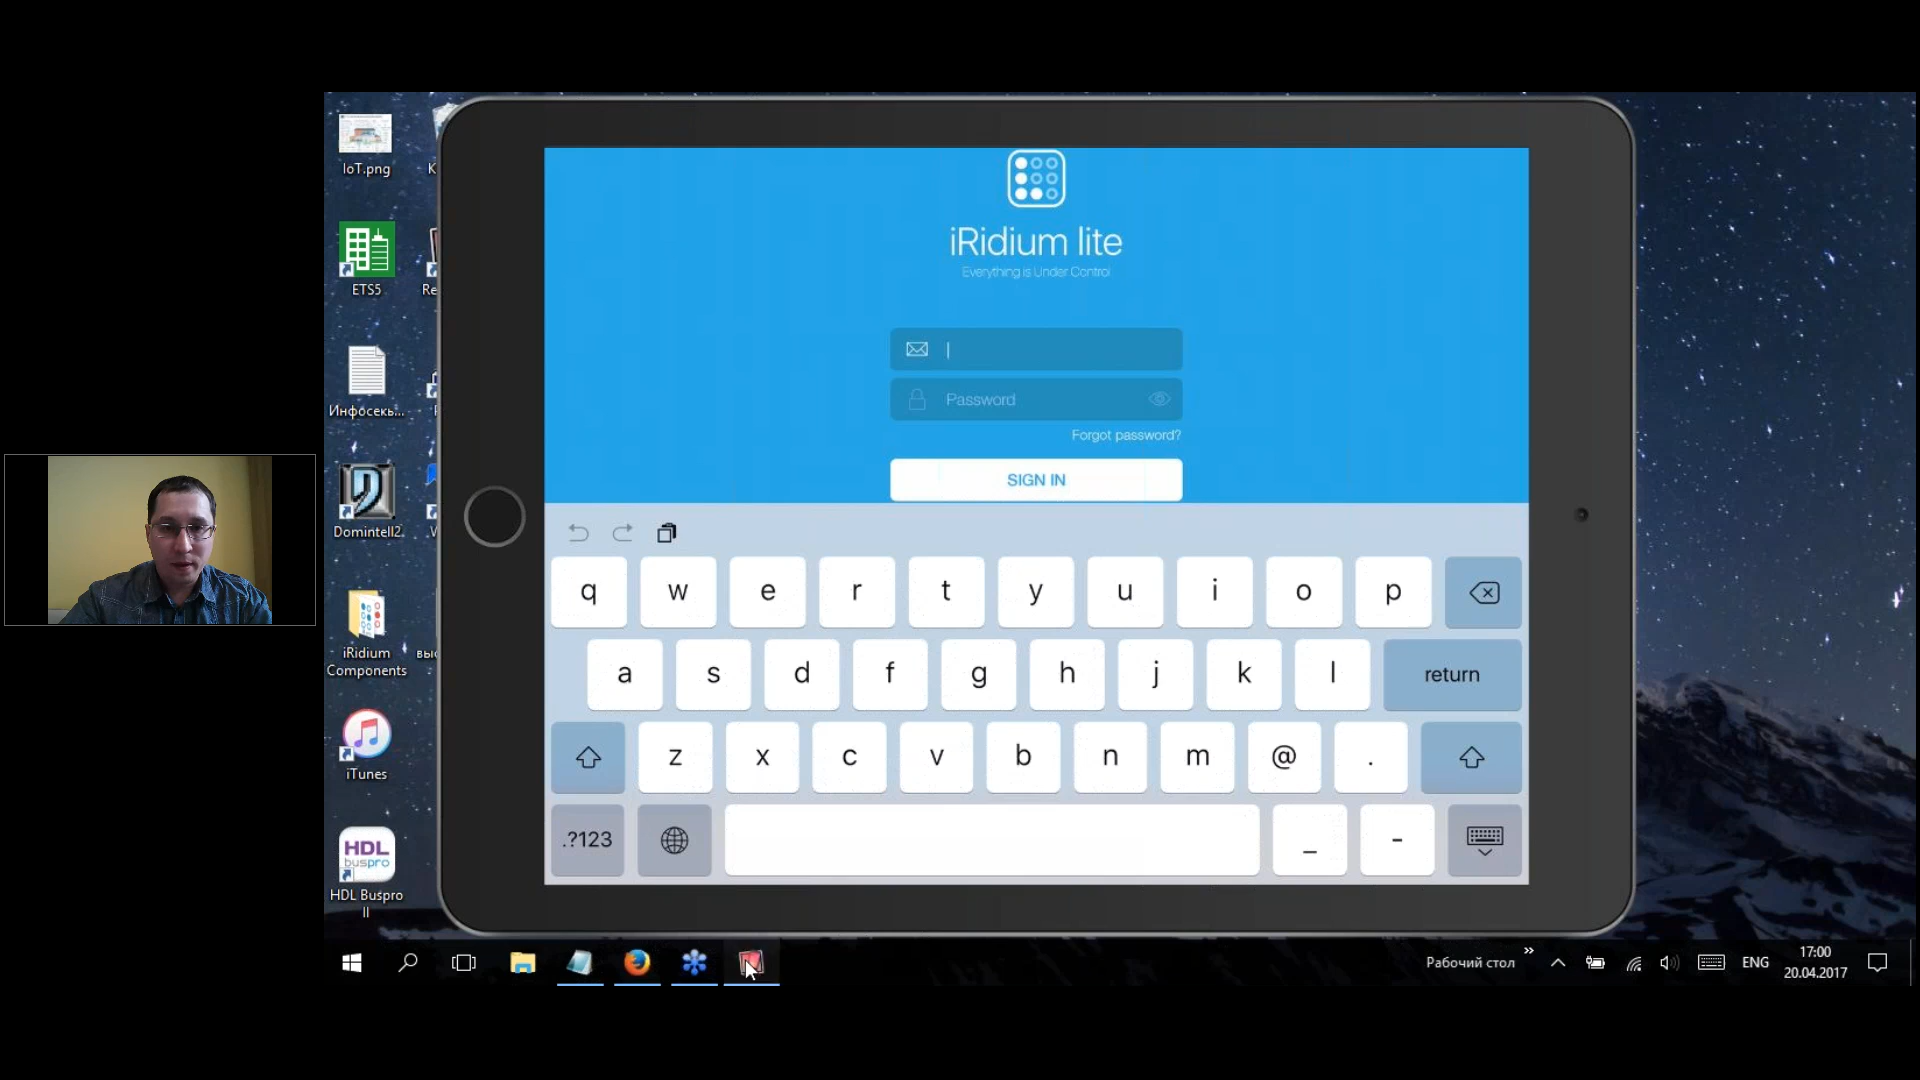 IoT.png
ETS5
Инфосекь...
Domintell2
iRidium
Components
iTunes
HDL
buspro
HDL Buspro
II
iRidium lite
Everything is Under Control
Password
Forgot password?
SIGN IN
q w e r t y u i o p
a s d f g h j k l return
z x c v b n m @ .
.?123 _ -
Рабочий стол » ENG 17:00
20.04.2017